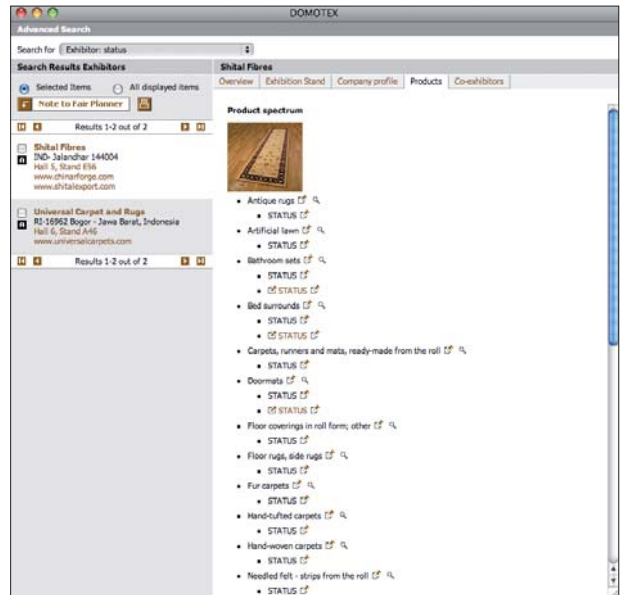 DOMOTEX
Advanced Search
Search for Exhibitor: status
Search Results Exhibitors
Selected Items All displayed items
Note to Fair Planner
Results 1-2 out of 2
Shital Fibres
IND- Jalandhar 144004
Hall 5, Stand E56
www.chinarforge.com
www.shitalexport.com
Universal Carpet and Rugs
RI-16962 Bogor - Jawa Barat, Indonesia
Hall 6, Stand A46
www.universalcarpets.com
Results 1-2 out of 2
Shital Fibres
Overview Exhibition Stand Company profile Products Co-exhibitors
Product spectrum
Antique rugs
STATUS
Artificial lawn
STATUS
Bathroom sets
STATUS
STATUS
Bed surrounds
STATUS
STATUS
Carpets, runners and mats, ready-made from the roll
STATUS
Doormats
STATUS
STATUS
Floor coverings in roll form; other
STATUS
Floor rugs, side rugs
STATUS
Fur carpets
STATUS
Hand-tufted carpets
STATUS
Hand-woven carpets
STATUS
Needled felt - strips from the roll
STATUS